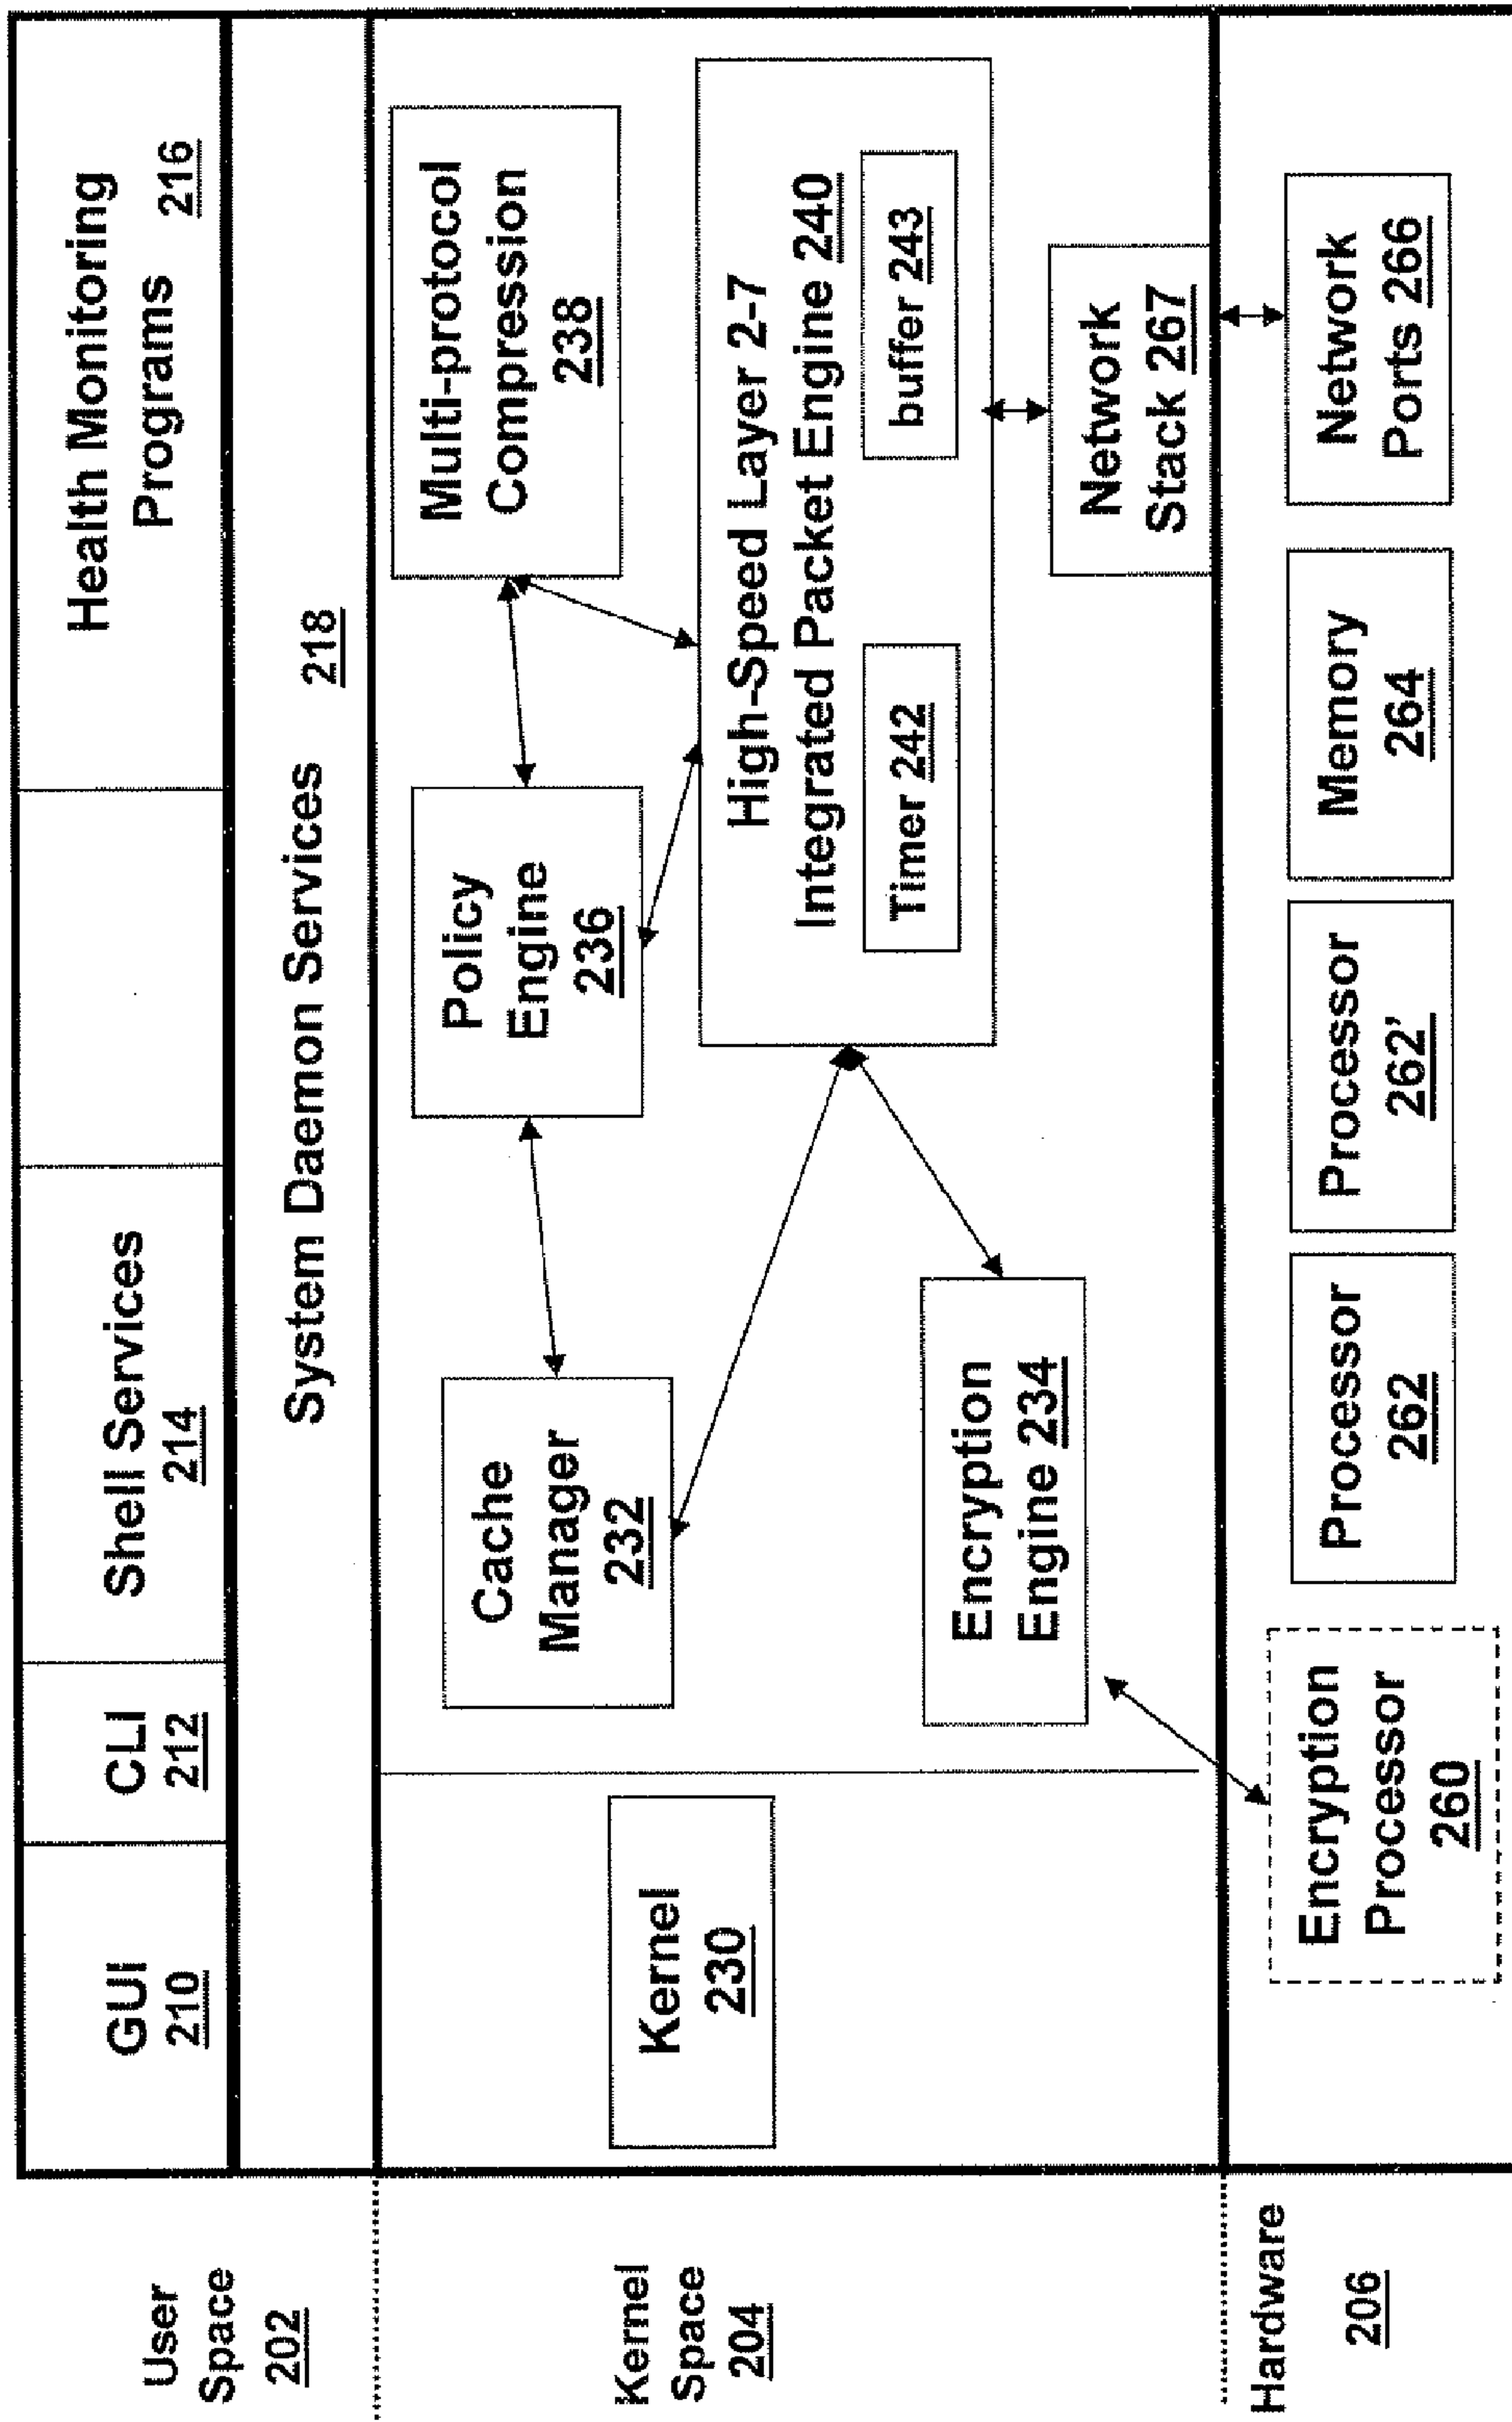 User
Space
202
GUI
210
CLI
212
Shell Services
214
Health Monitoring
Programs 216
System Daemon Services 218
Kernel
Space
204
Kernel
230
Cache
Manager
232
Policy
Engine
236
Multi-protocol
Compression
238
Encryption
Engine 234
High-Speed Layer 2-7
Integrated Packet Engine 240
Timer 242
buffer 243
Network
Stack 267
Hardware
206
Encryption
Processor
260
Processor
262
Processor
262'
Memory
264
Network
Ports 266